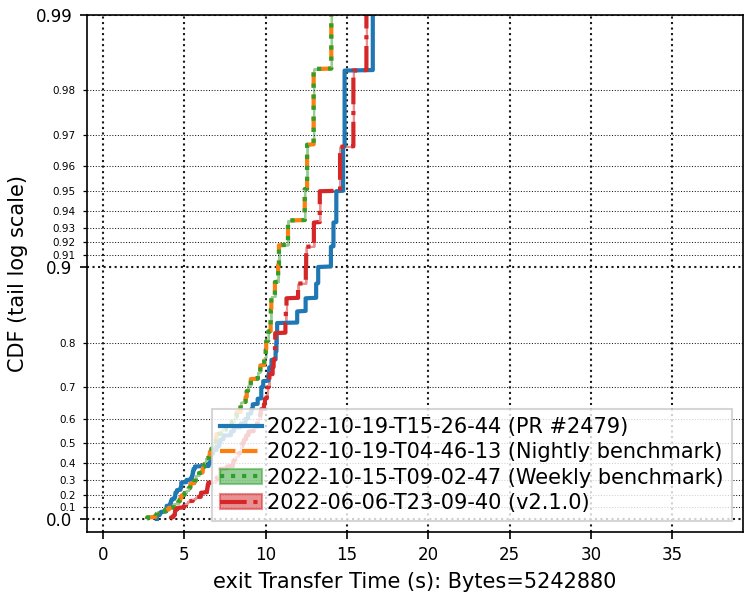 CDF (tail log scale)
0.99
0.98
0.97
0.96
0.95
0.94
0.93
0.92
0.91
0.9
0.8
0.7
0.6
0.5
0.4
0.3
0.2
0.1
0.0
2022-10-19-T15-26-44 (PR #2479)
2022-10-19-T04-46-13 (Nightly benchmark)
2022-10-15-T09-02-47 (Weekly benchmark)
2022-06-06-T23-09-40 (v2.1.0)
0 5 10 15 20 25 30 35
exit Transfer Time (s): Bytes=5242880